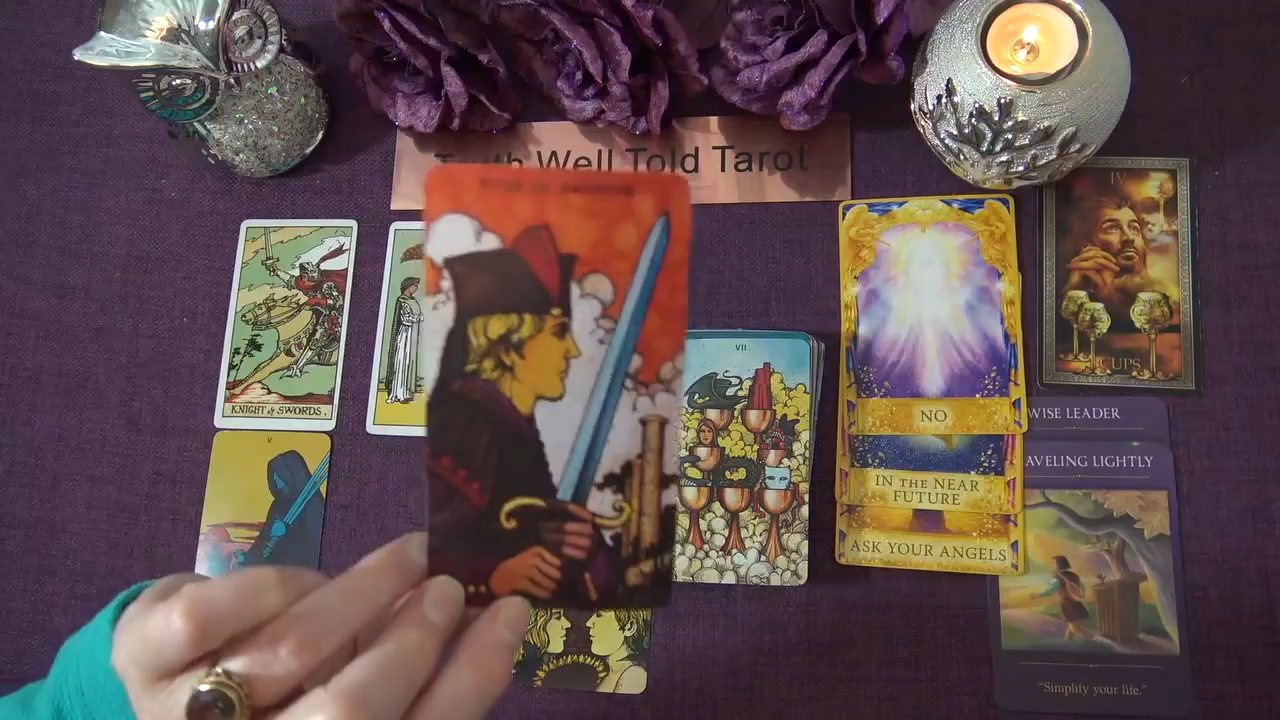 Well Told Tarot
IV
CUPS
KNIGHT of SWORDS.
V
VII
NO
IN THE NEAR
FUTURE
ASK YOUR ANGELS
WISE LEADER
AVELING LIGHTLY
"Simplify your life."